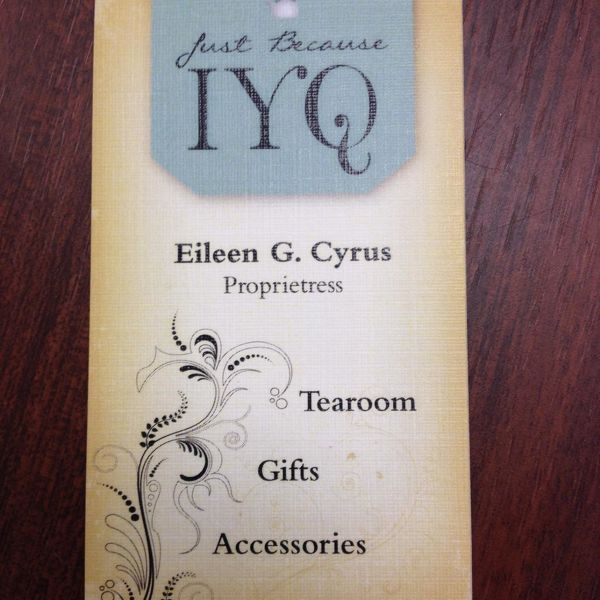 Just Because
IYQ
Eileen G. Cyrus
Proprietress
Tearoom
Gifts
Accessories